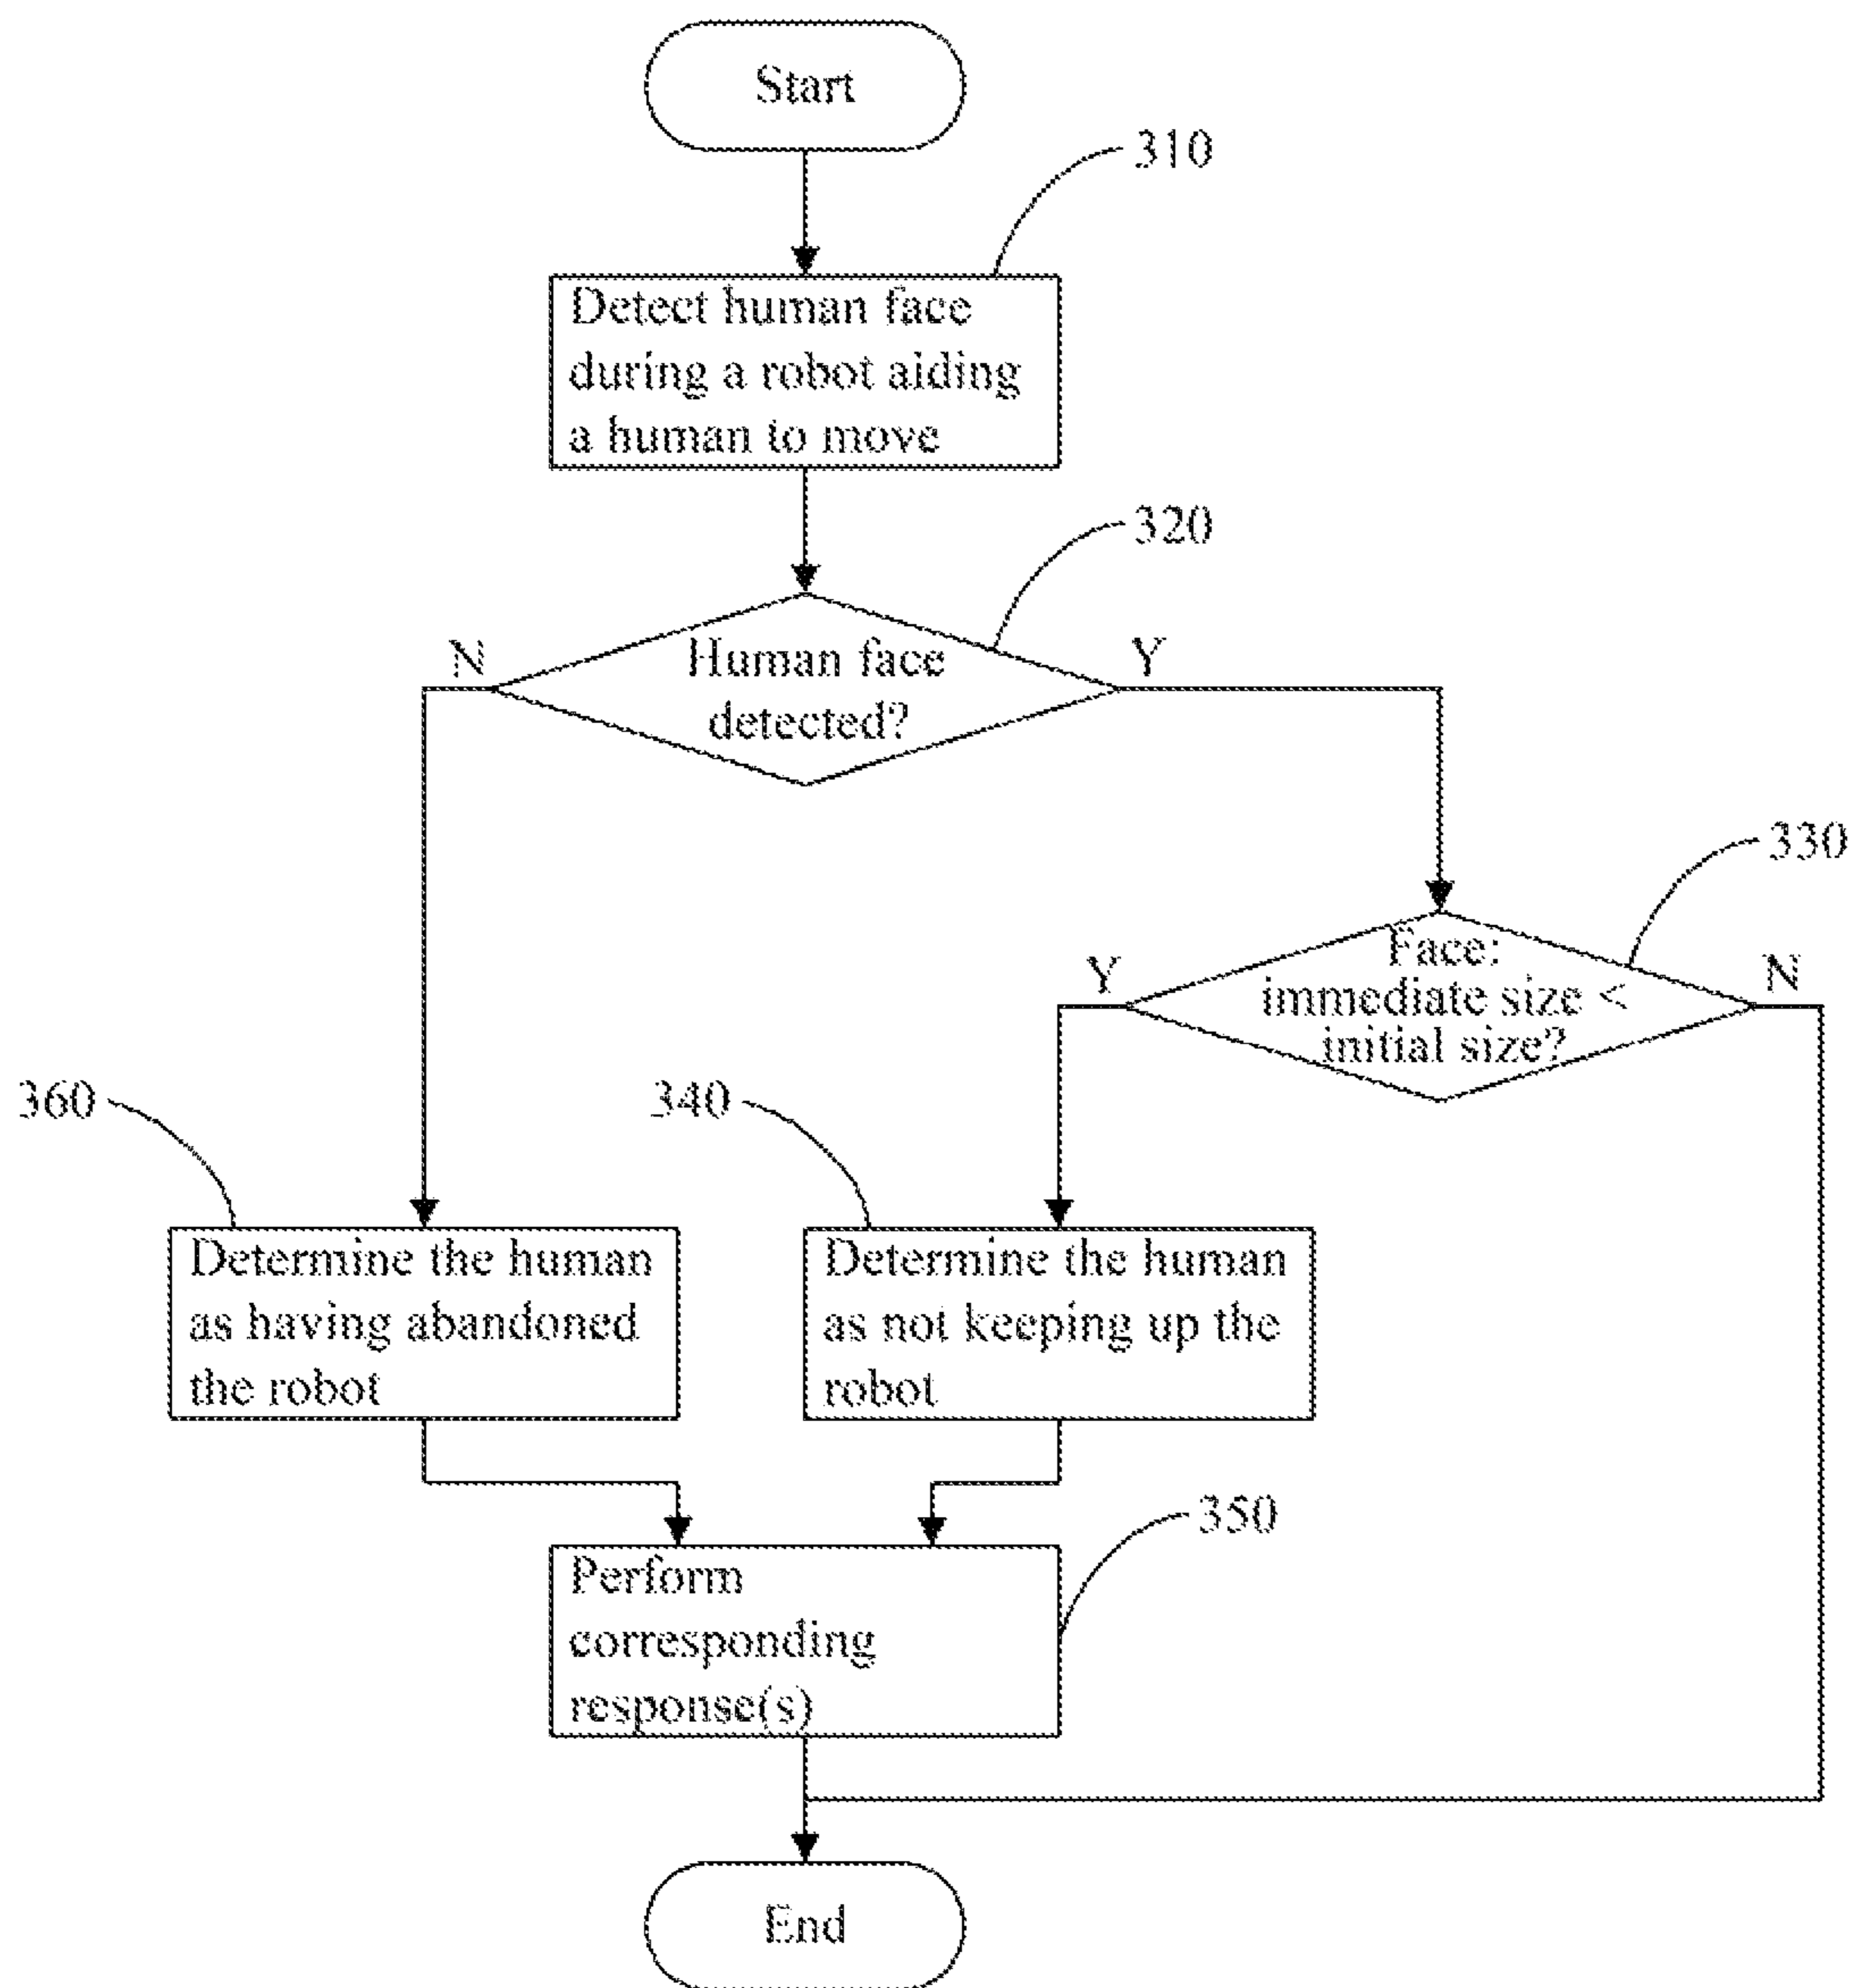 Start
310
Detect human face
during a robot aiding
a human to move
320
N
Human face
detected?
Y
330
Y
Face:
immediate size <
initial size?
N
360
340
Determine the human
as having abandoned
the robot
Determine the human
as not keeping up the
robot
350
Perform
corresponding
response(s)
End